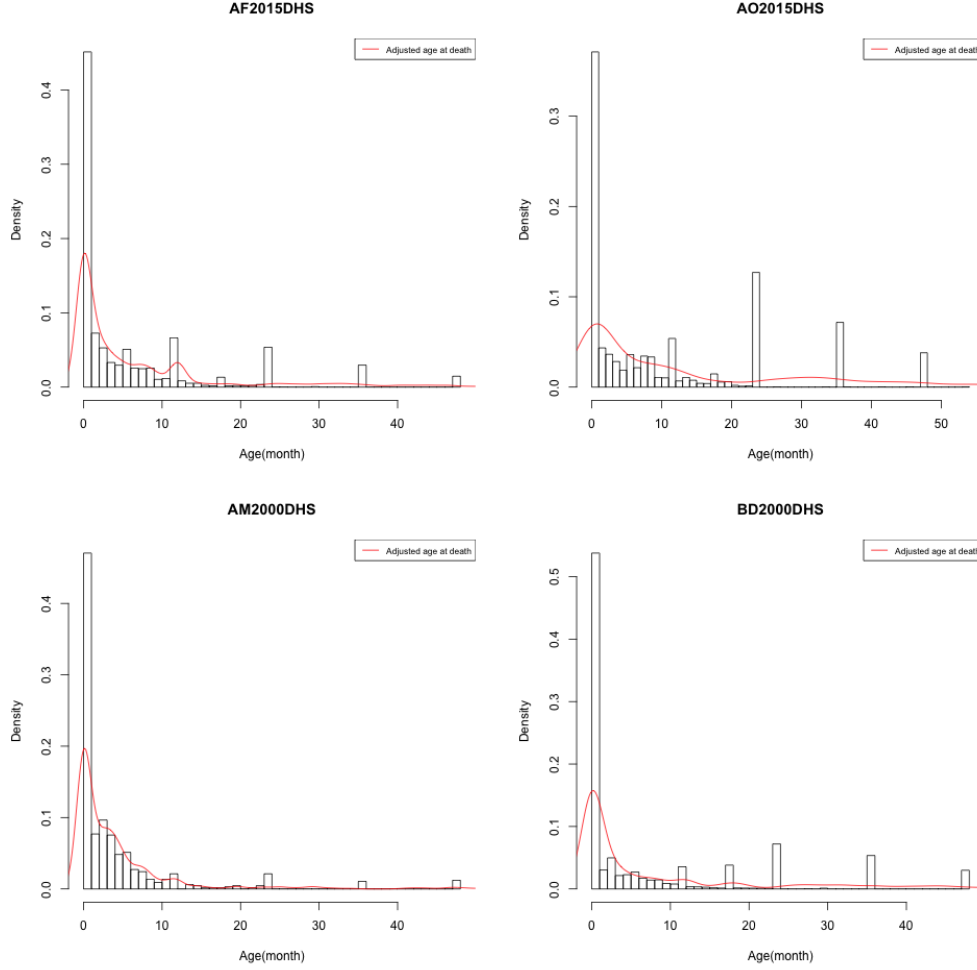 AF2015DHS
Adjusted age at death
Density
0.0 0.1 0.2 0.3 0.4
0 10 20 30 40
Age(month)
AO2015DHS
Adjusted age at death
Density
0.0 0.1 0.2 0.3
0 10 20 30 40 50
Age(month)
AM2000DHS
Adjusted age at death
Density
0.0 0.1 0.2 0.3 0.4
0 10 20 30 40
Age(month)
BD2000DHS
Adjusted age at death
Density
0.0 0.1 0.2 0.3 0.4 0.5
0 10 20 30 40
Age(month)